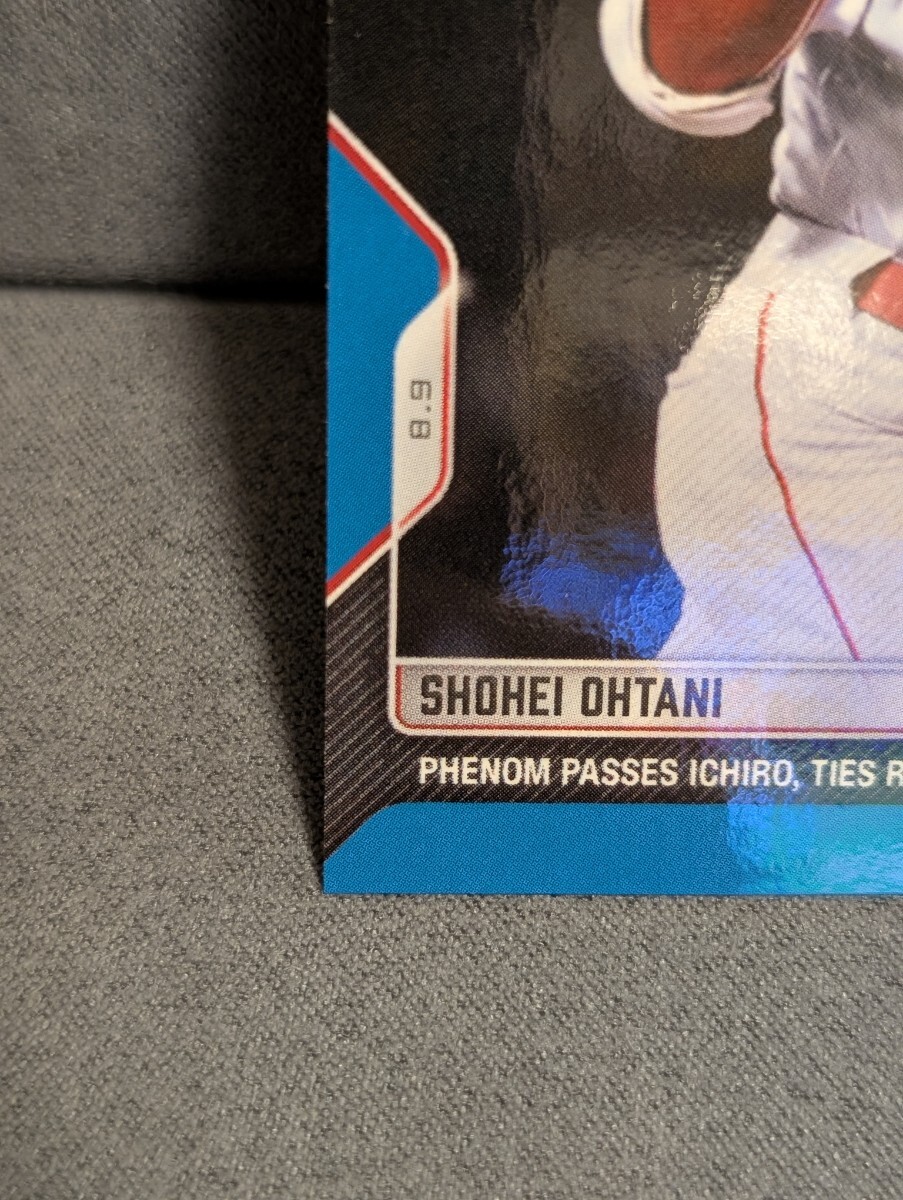 8.9
SHOHEI OHTANI
PHENOM PASSES ICHIRO, TIES